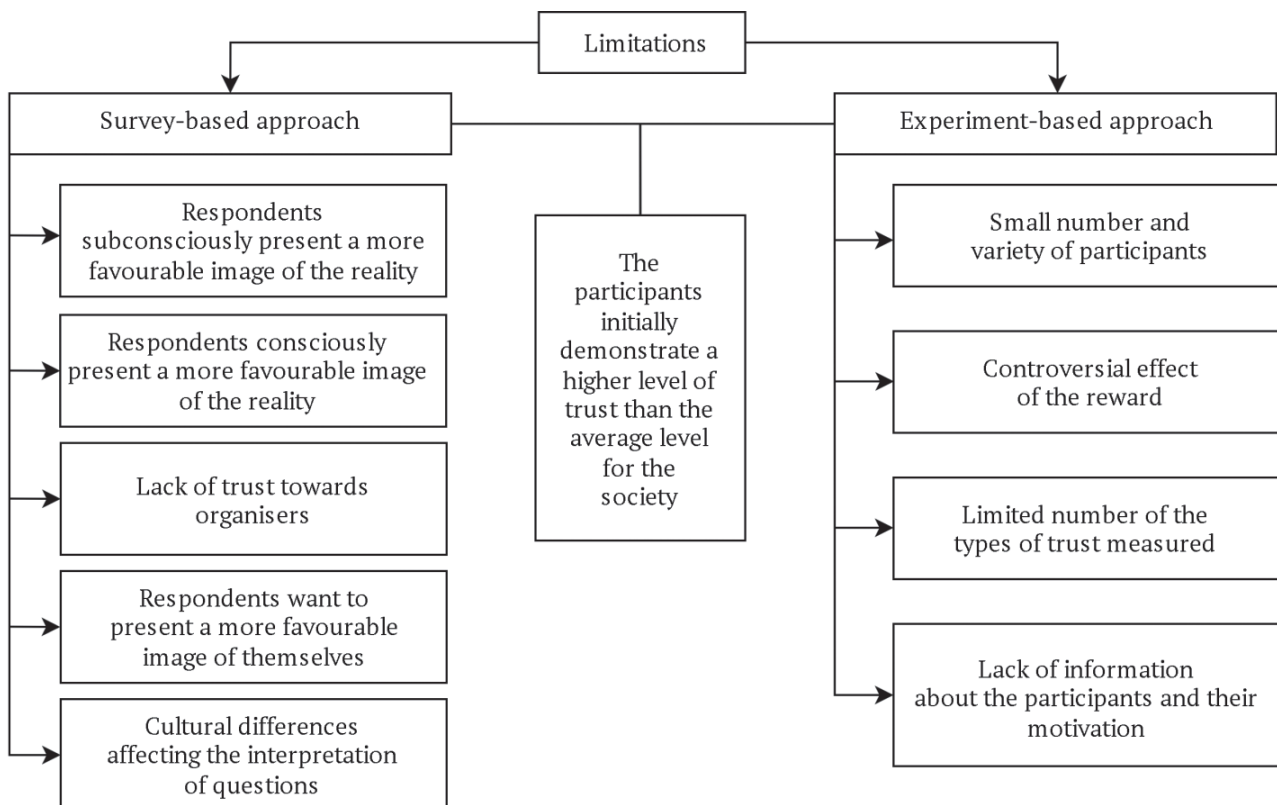 Limitations
Survey-based approach
Experiment-based approach
Respondents
subconsciously present a more
favourable image of the reality
Respondents consciously
present a more favourable image
of the reality
Lack of trust towards
organisers
Respondents want to
present a more favourable
image of themselves
Cultural differences
affecting the interpretation
of questions
The
participants
initially
demonstrate a
higher level of
trust than the
average level
for the
society
Small number and
variety of participants
Controversial effect
of the reward
Limited number of the
types of trust measured
Lack of information
about the participants and their
motivation